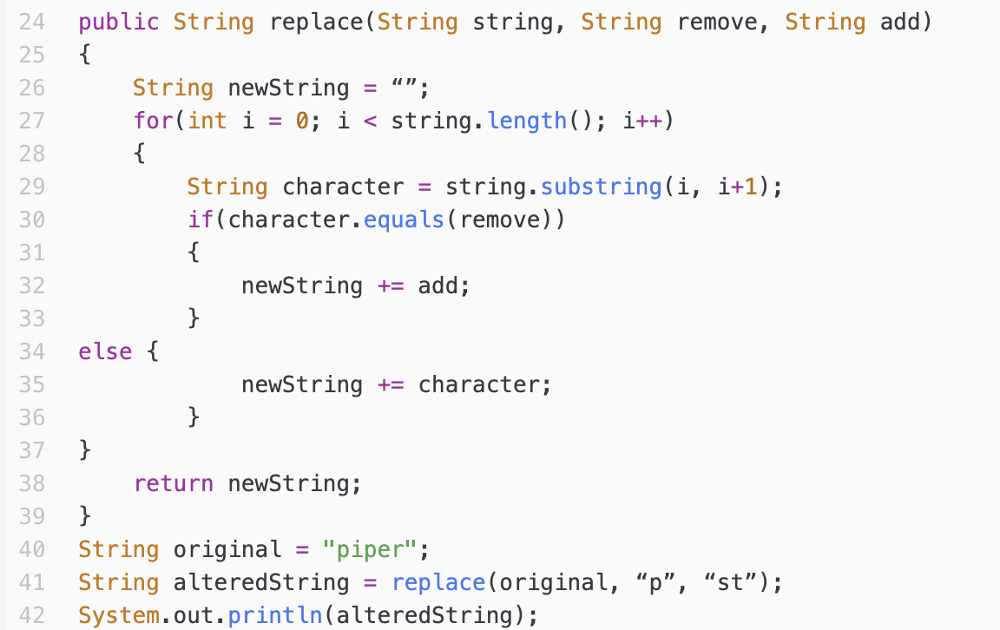 24 public String replace(String string, String remove, String add)
25 {
26     String newString = “”;
27     for(int i = 0; i < string.length(); i++)
28     {
29         String character = string.substring(i, i+1);
30         if(character.equals(remove))
31         {
32             newString += add;
33         }
34 else {
35             newString += character;
36         }
37 }
38     return newString;
39 }
40 String original = "piper";
41 String alteredString = replace(original, “p”, “st”);
42 System.out.println(alteredString);